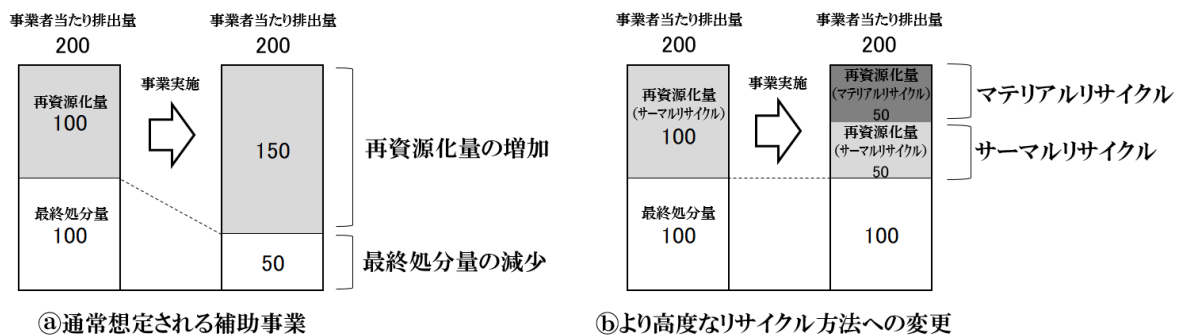 事業者当たり排出量
200
事業者当たり排出量
200
再資源化量
100
最終処分量
100
事業実施
150
50
再資源化量の増加
最終処分量の減少
ⓐ通常想定される補助事業
事業者当たり排出量
200
事業者当たり排出量
200
再資源化量
(サーマルリサイクル)
100
最終処分量
100
事業実施
再資源化量
(マテリアルリサイクル)
50
再資源化量
(サーマルリサイクル)
50
100
マテリアルリサイクル
サーマルリサイクル
ⓑより高度なリサイクル方法への変更